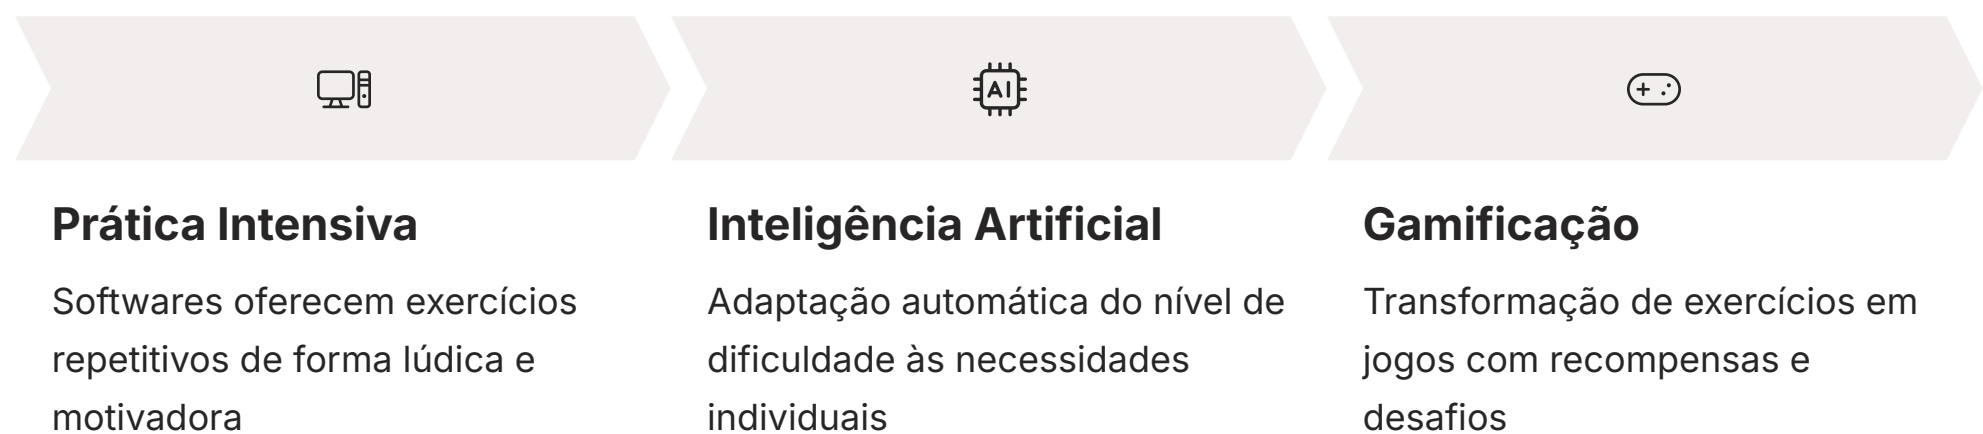 AI
Prática Intensiva
Softwares oferecem exercícios
repetitivos de forma lúdica e
motivadora
Inteligência Artificial
Adaptação automática do nível de
dificuldade às necessidades
individuais
Gamificação
Transformação de exercícios em
jogos com recompensas e
desafios